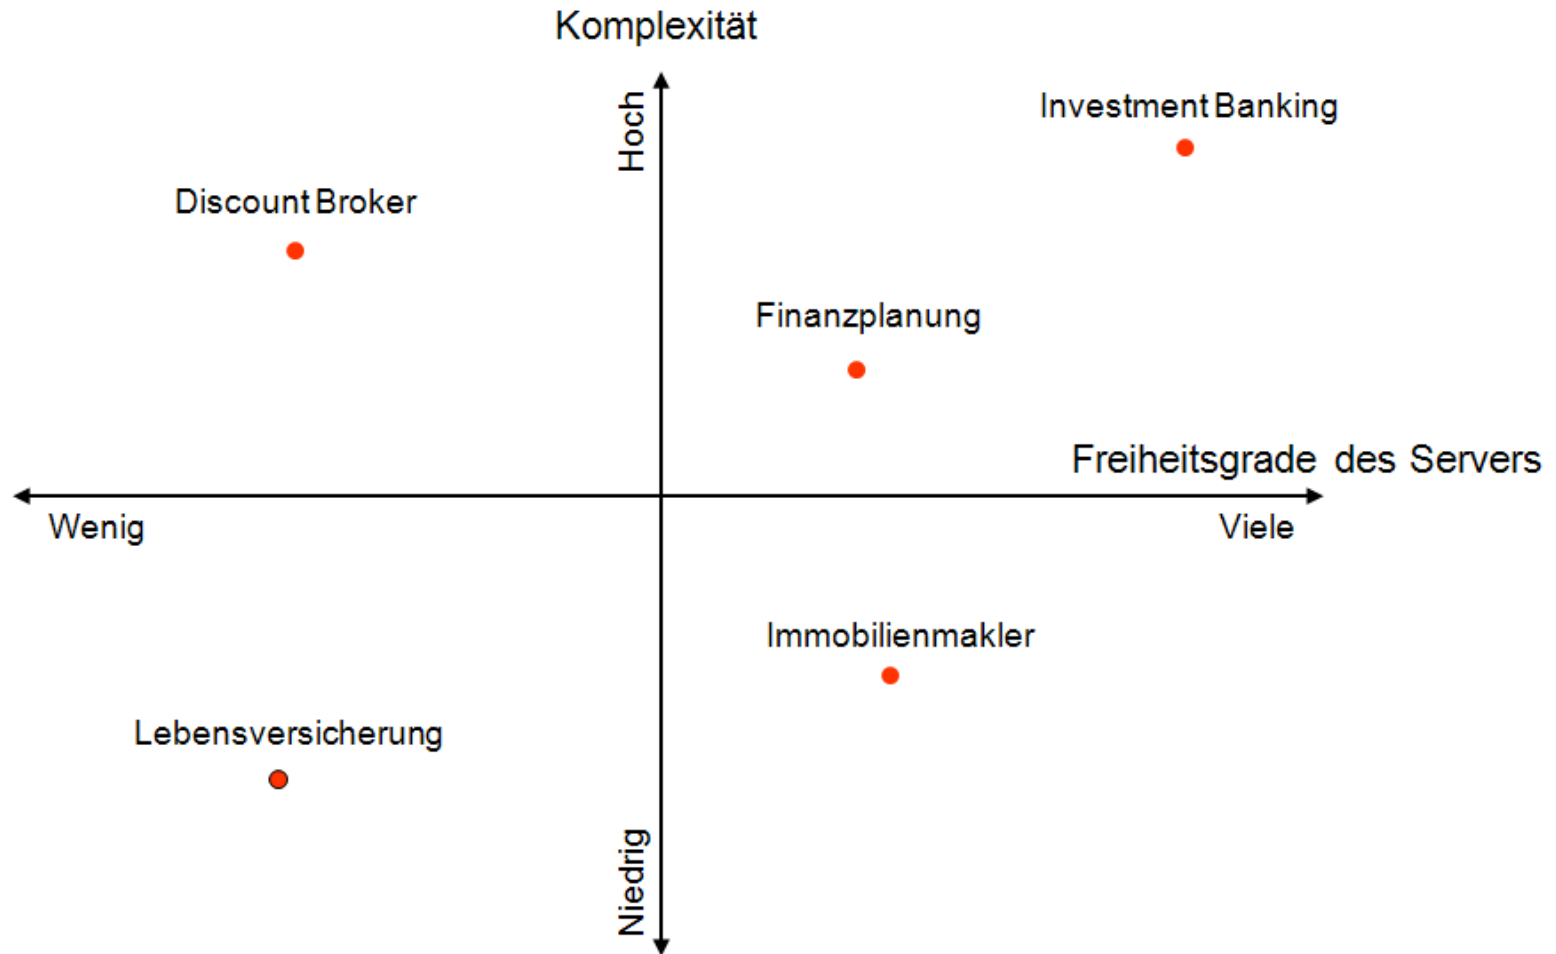 Komplexität
Hoch
Investment Banking
Discount Broker
Finanzplanung
Freiheitsgrade des Servers
Wenig
Viele
Immobilienmakler
Lebensversicherung
Niedrig